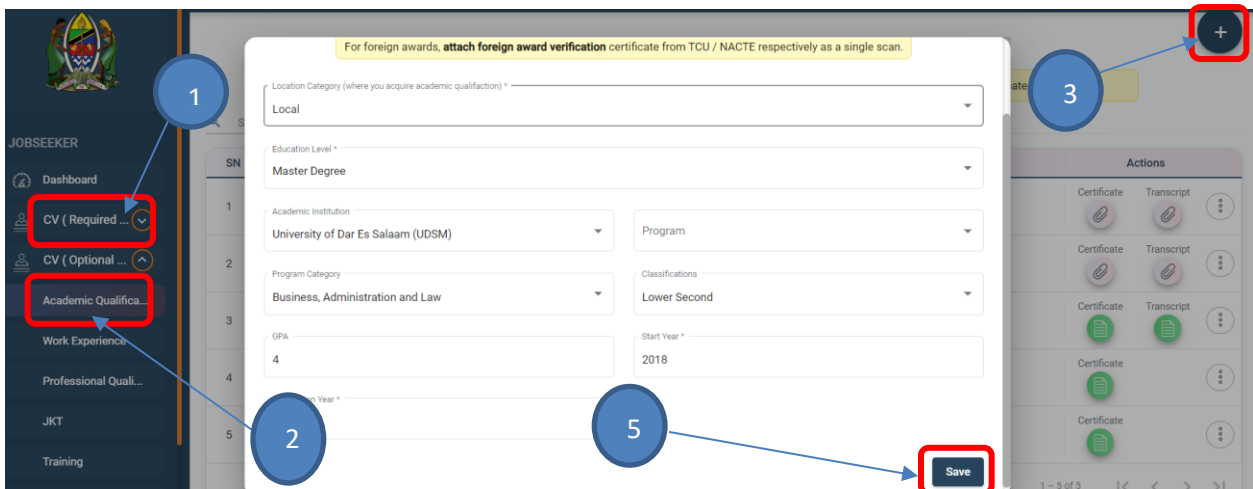 For foreign awards, attach foreign award verification certificate from TCU / NACTE respectively as a single scan.
+
1
3
Location Category (where you acquire academic qualifaction) *
Local
JOBSEEKER
Education Level *
Master Degree
SN
Actions
Dashboard
CV ( Required ...
1
Certificate Transcript
Academic Institution
University of Dar Es Salaam (UDSM)
Program
CV ( Optional ...
2
Certificate Transcript
Program Category
Business, Administration and Law
Classifications
Lower Second
Academic Qualifica...
3
Certificate Transcript
Work Experience
GPA
4
Start Year *
2018
Professional Quali...
4
Certificate
Year *
JKT
5
Certificate
2
5
Training
Save
1 – 5 of 5